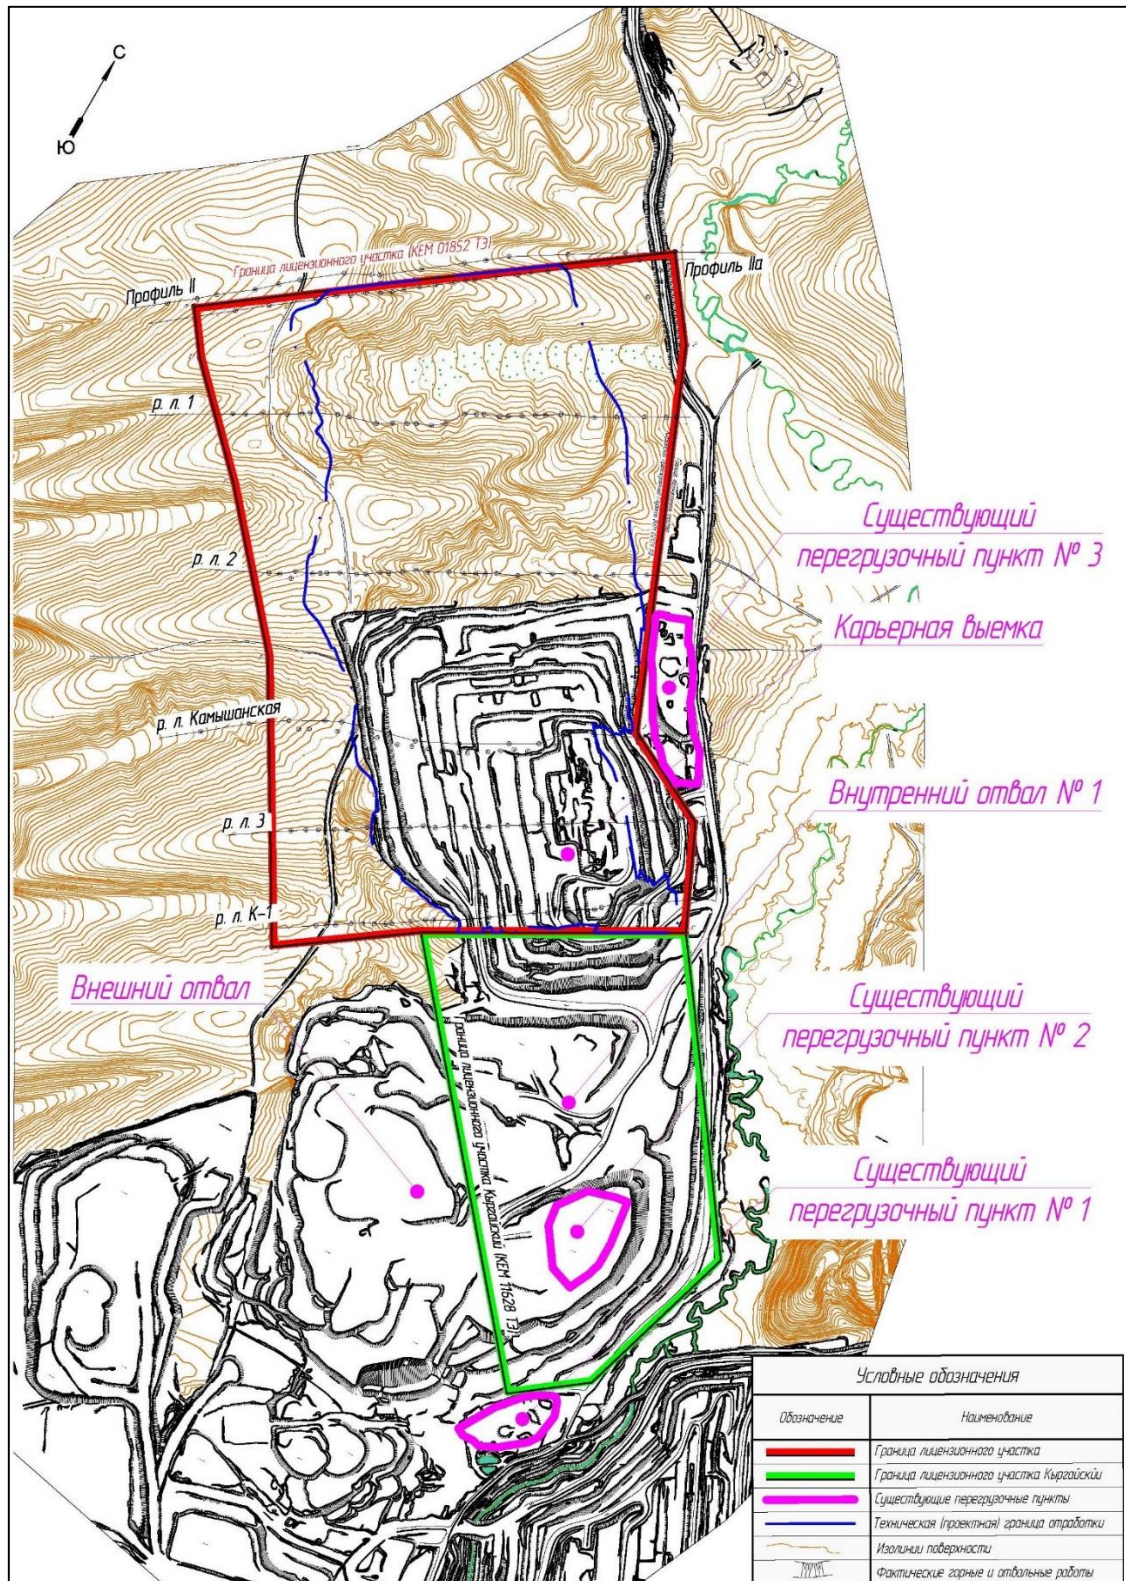 С
Ю
Граница лицензионного участка (КЕМ 01852 ТЭ)
Профиль II
Профиль IIа
р. л. 1
р. л. 2
Существующий
перегрузочный пункт № 3
Карьерная выемка
р. л. Камышанская
Внутренний отвал № 1
р. л. 3
р. л. К-1
Внешний отвал
Существующий
перегрузочный пункт № 2
Граница лицензионного участка Кыргайский (КЕМ 11628 ТЭ)
Существующий
перегрузочный пункт № 1
Условные обозначения
Обозначение
Наименование
Граница лицензионного участка
Граница лицензионного участка Кыргайский
Существующие перегрузочные пункты
Техническая (проектная) граница отработки
Изолинии поверхности
Фактические горные и отвальные работы